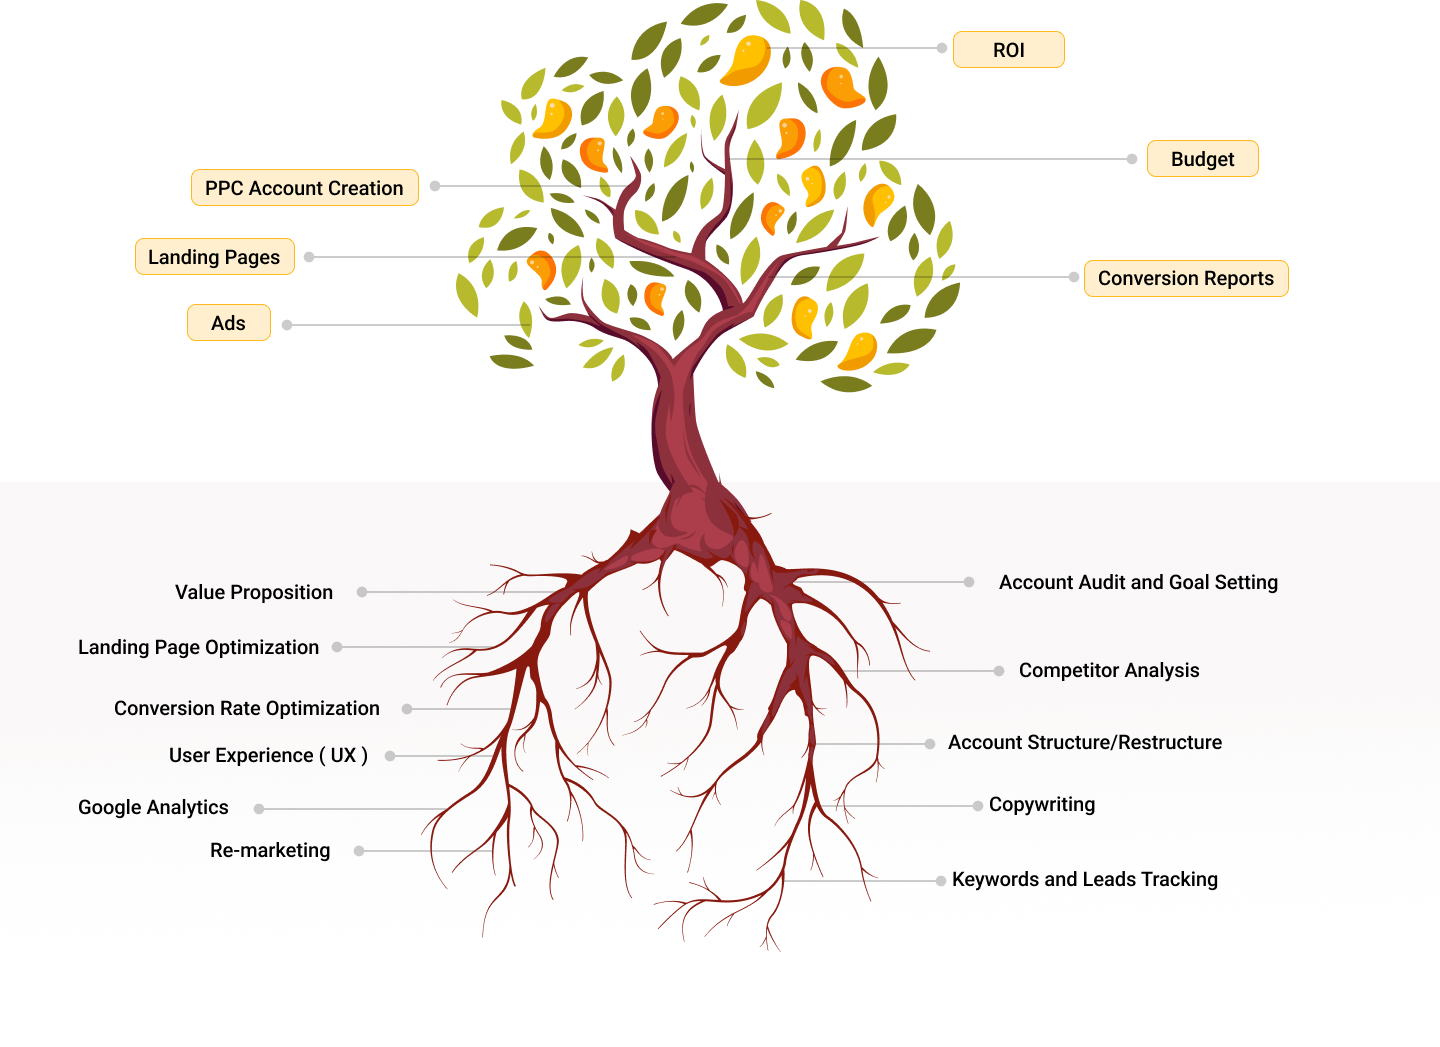 ROI
Budget
PPC Account Creation
Landing Pages
Conversion Reports
Ads
Value Proposition
Account Audit and Goal Setting
Landing Page Optimization
Competitor Analysis
Conversion Rate Optimization
Account Structure/Restructure
User Experience ( UX )
Google Analytics
Copywriting
Re-marketing
Keywords and Leads Tracking